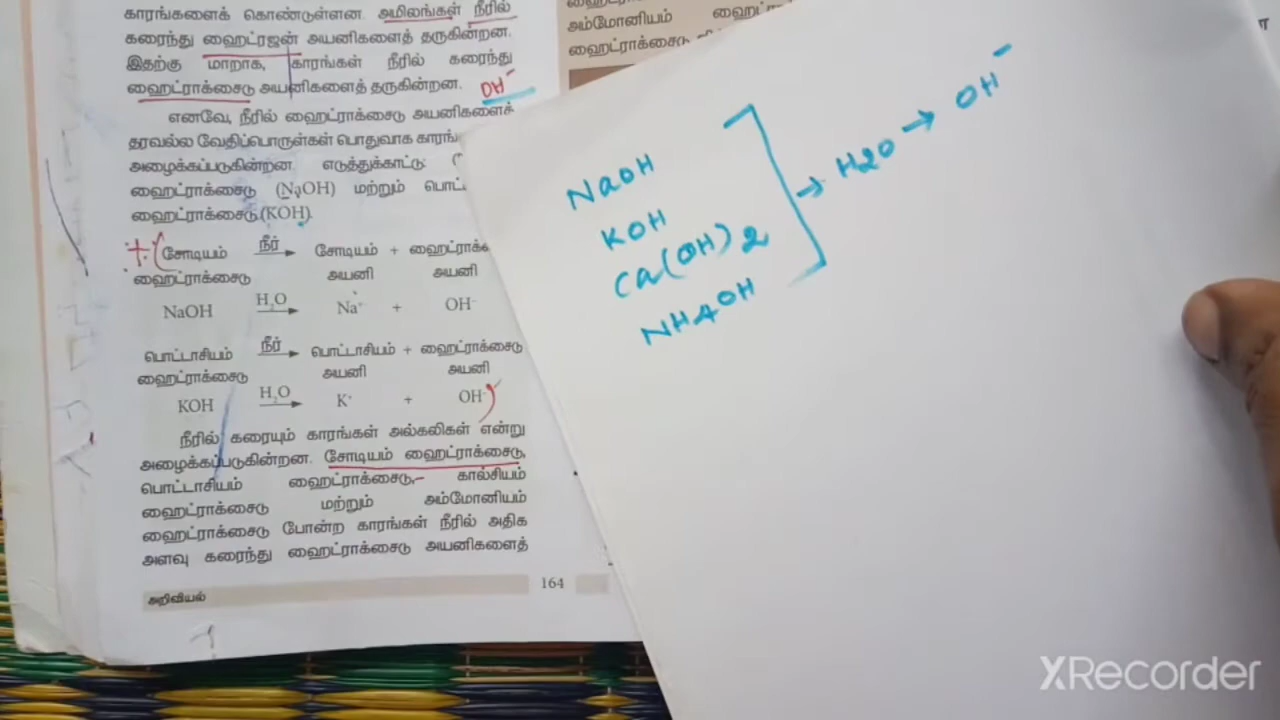 காரங்களைக் கொண்டுள்ளன. அமிலங்கள் நீரில்
கரைந்து ஹைட்ரஜன் அயனிகளைத் தருகின்றன.
இதற்கு மாறாக, காரங்கள் நீரில் கரைந்து
ஹைட்ராக்சைடு அயனிகளைத் தருகின்றன.
OH⁻
எனவே, நீரில் ஹைட்ராக்சைடு அயனிகளைத்
தரவல்ல வேதிப்பொருள்கள் பொதுவாக
அழைக்கப்படுகின்றன. எடுத்துக்காட்டு:
ஹைட்ராக்சைடு (NaOH) மற்றும்
ஹைட்ராக்சைடு (KOH).
சோடியம் நீர் சோடியம் +
ஹைட்ராக்சைடு அயனி அயனி
NaOH H₂O → Na⁺ + OH⁻
பொட்டாசியம் நீர் பொட்டாசியம் + ஹைட்ராக்சைடு
ஹைட்ராக்சைடு அயனி அயனி
KOH H₂O → K⁺ + OH⁻
நீரில் கரையும் காரங்கள் அல்கலிகள் என்று
அழைக்கப்படுகின்றன. சோடியம் ஹைட்ராக்சைடு,
பொட்டாசியம் ஹைட்ராக்சைடு, கால்சியம்
ஹைட்ராக்சைடு மற்றும் அம்மோனியம்
ஹைட்ராக்சைடு போன்ற காரங்கள் நீரில் அதிக
அளவு கரைந்து ஹைட்ராக்சைடு அயனிகளைத்
அறிவியல்
164
அம்மோனியம்
NaOH
KOH
Ca(OH)2
NH4OH
→ H2O → OH⁻
XRecorder